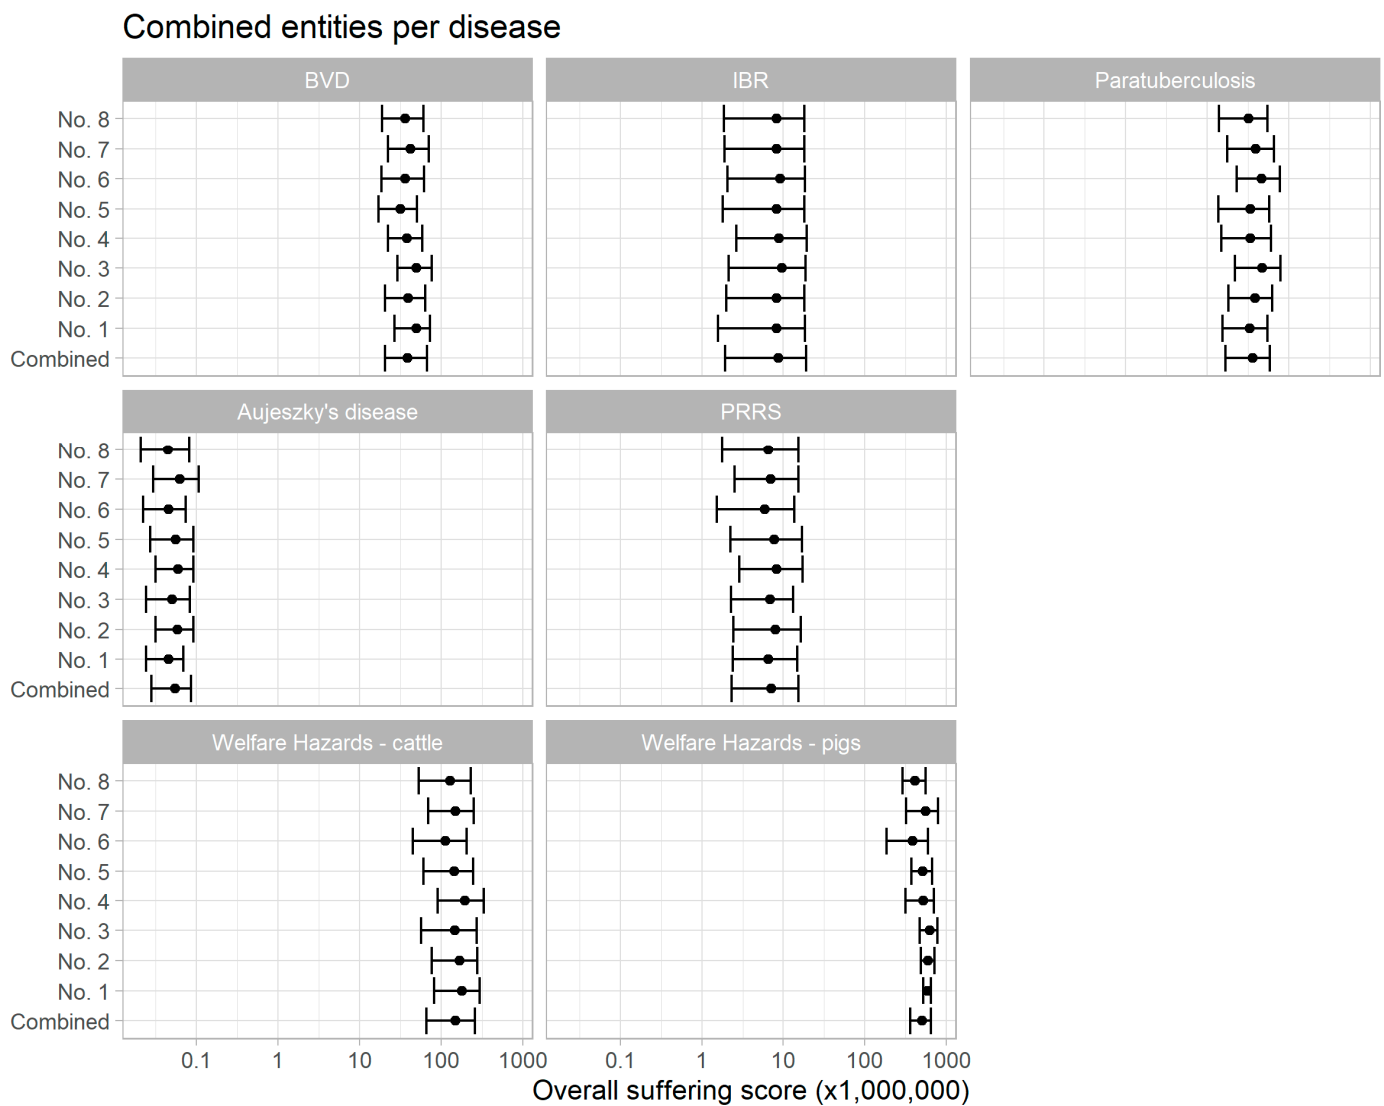 Combined entities per disease
BVD
IBR
Paratuberculosis
No. 8
No. 7
No. 6
No. 5
No. 4
No. 3
No. 2
No. 1
Combined
Aujeszky's disease
PRRS
No. 8
No. 7
No. 6
No. 5
No. 4
No. 3
No. 2
No. 1
Combined
Welfare Hazards - cattle
Welfare Hazards - pigs
No. 8
No. 7
No. 6
No. 5
No. 4
No. 3
No. 2
No. 1
Combined
0.1 1 10 100 1000
0.1 1 10 100 1000
Overall suffering score (x1,000,000)